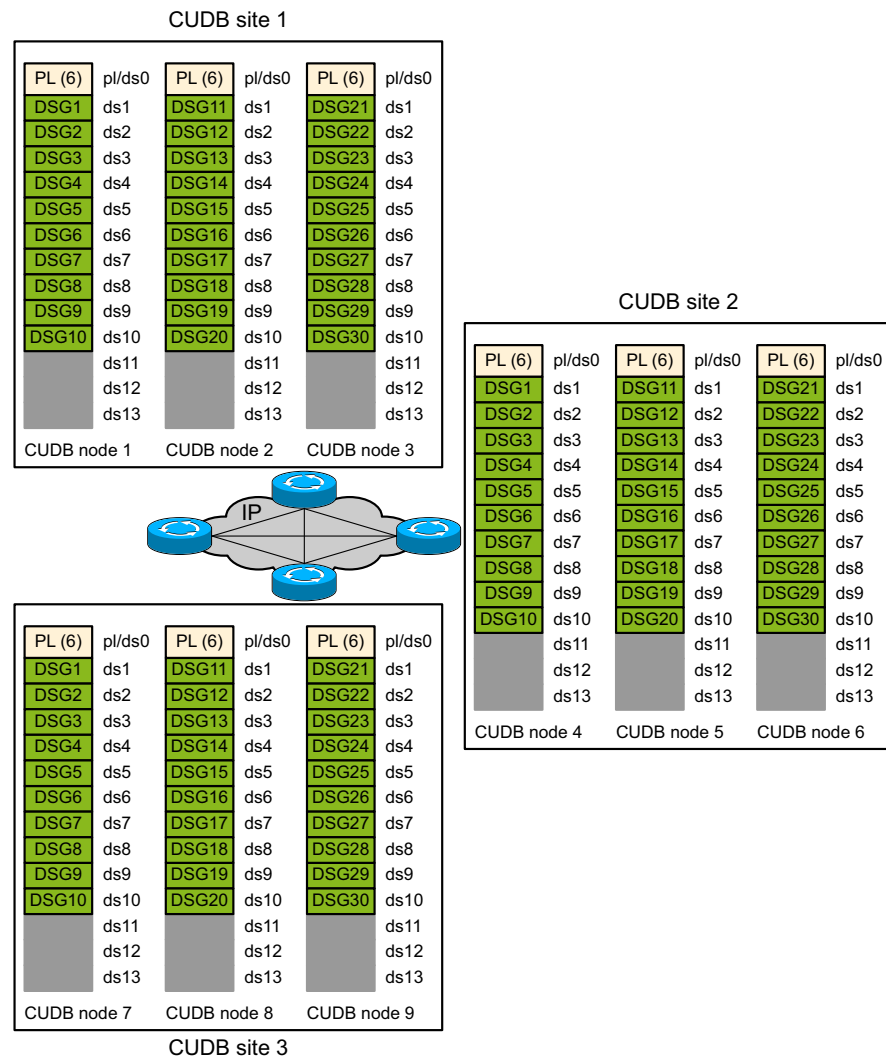 CUDB site 1
PL (6) pl/ds0 PL (6) pl/ds0 PL (6) pl/ds0
DSG1 ds1 DSG11 ds1 DSG21 ds1
DSG2 ds2 DSG12 ds2 DSG22 ds2
DSG3 ds3 DSG13 ds3 DSG23 ds3
DSG4 ds4 DSG14 ds4 DSG24 ds4
DSG5 ds5 DSG15 ds5 DSG25 ds5
DSG6 ds6 DSG16 ds6 DSG26 ds6
DSG7 ds7 DSG17 ds7 DSG27 ds7
DSG8 ds8 DSG18 ds8 DSG28 ds8
DSG9 ds9 DSG19 ds9 DSG29 ds9
DSG10 ds10 DSG20 ds10 DSG30 ds10
ds11 ds11 ds11
ds12 ds12 ds12
ds13 ds13 ds13
CUDB node 1 CUDB node 2 CUDB node 3
CUDB site 2
PL (6) pl/ds0 PL (6) pl/ds0 PL (6) pl/ds0
DSG1 ds1 DSG11 ds1 DSG21 ds1
DSG2 ds2 DSG12 ds2 DSG22 ds2
DSG3 ds3 DSG13 ds3 DSG23 ds3
DSG4 ds4 DSG14 ds4 DSG24 ds4
DSG5 ds5 DSG15 ds5 DSG25 ds5
DSG6 ds6 DSG16 ds6 DSG26 ds6
DSG7 ds7 DSG17 ds7 DSG27 ds7
DSG8 ds8 DSG18 ds8 DSG28 ds8
DSG9 ds9 DSG19 ds9 DSG29 ds9
DSG10 ds10 DSG20 ds10 DSG30 ds10
ds11 ds11 ds11
ds12 ds12 ds12
ds13 ds13 ds13
CUDB node 4 CUDB node 5 CUDB node 6
IP
PL (6) pl/ds0 PL (6) pl/ds0 PL (6) pl/ds0
DSG1 ds1 DSG11 ds1 DSG21 ds1
DSG2 ds2 DSG12 ds2 DSG22 ds2
DSG3 ds3 DSG13 ds3 DSG23 ds3
DSG4 ds4 DSG14 ds4 DSG24 ds4
DSG5 ds5 DSG15 ds5 DSG25 ds5
DSG6 ds6 DSG16 ds6 DSG26 ds6
DSG7 ds7 DSG17 ds7 DSG27 ds7
DSG8 ds8 DSG18 ds8 DSG28 ds8
DSG9 ds9 DSG19 ds9 DSG29 ds9
DSG10 ds10 DSG20 ds10 DSG30 ds10
ds11 ds11 ds11
ds12 ds12 ds12
ds13 ds13 ds13
CUDB node 7 CUDB node 8 CUDB node 9
CUDB site 3